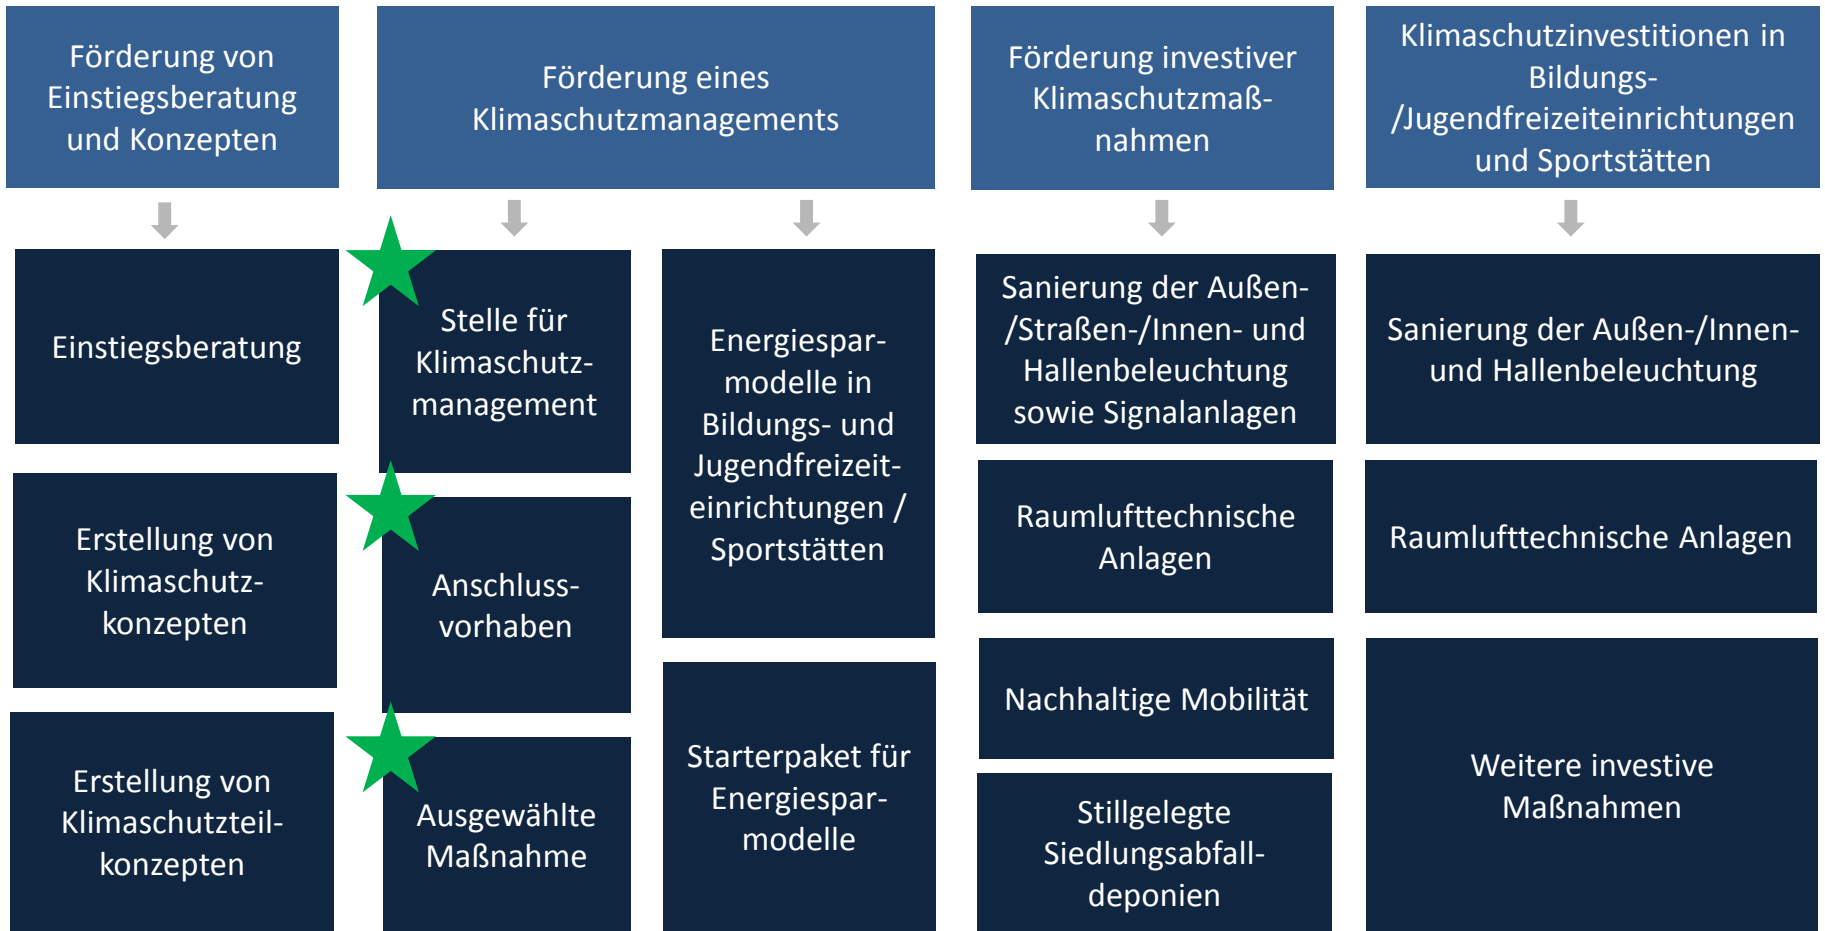 Förderung von
Einstiegsberatung
und Konzepten
Förderung eines
Klimaschutzmanagements
Förderung investiver
Klimaschutzmaß-
nahmen
Klimaschutzinvestitionen in
Bildungs-
/Jugendfreizeiteinrichtungen
und Sportstätten
Einstiegsberatung
Erstellung von
Klimaschutz-
konzepten
Erstellung von
Klimaschutzteil-
konzepten
Stelle für
Klimaschutz-
management
Anschluss-
vorhaben
Ausgewählte
Maßnahme
Energiespar-
modelle in
Bildungs- und
Jugendfreizeit-
einrichtungen /
Sportstätten
Starterpaket für
Energiespar-
modelle
Sanierung der Außen-
/Straßen-/Innen- und
Hallenbeleuchtung
sowie Signalanlagen
Raumlufttechnische
Anlagen
Nachhaltige Mobilität
Stillgelegte
Siedlungsabfall-
deponien
Sanierung der Außen-/Innen-
und Hallenbeleuchtung
Raumlufttechnische Anlagen
Weitere investive
Maßnahmen